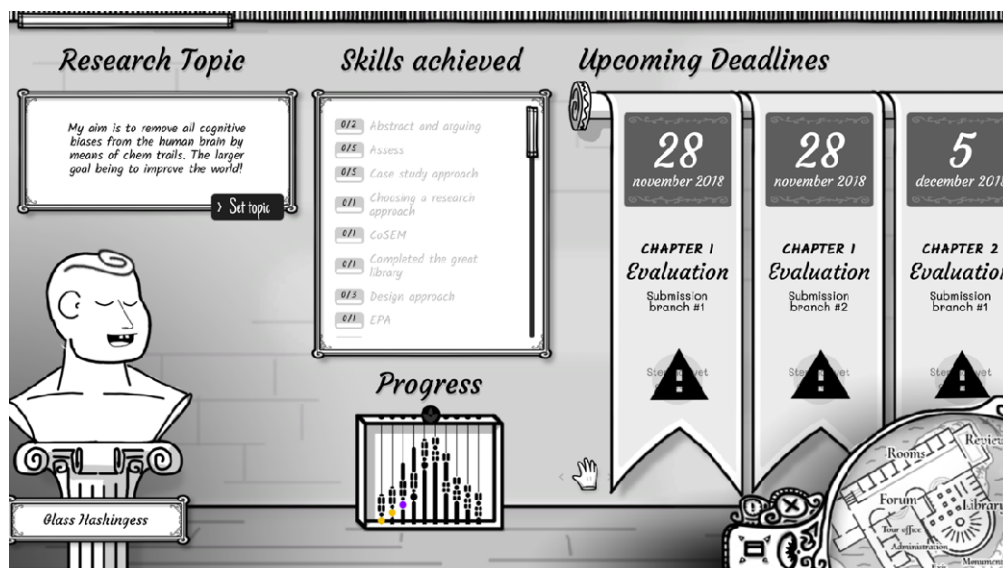 Research Topic
My aim is to remove all cognitive
biases from the human brain by
means of chem trails. The larger
goal being to improve the world!
> Set topic
Glass Hashingess
Skills achieved
0/2 Abstract and arguing
0/5 Assess
0/5 Case study approach
0/1 Choosing a research
approach
0/1 CoSEM
0/1 Completed the great
library
0/3 Design approach
0/1 EPA
Progress
Upcoming Deadlines
28
november 2018
CHAPTER 1
Evaluation
Submission
branch #1
28
november 2018
CHAPTER 1
Evaluation
Submission
branch #2
5
december 2018
CHAPTER 2
Evaluation
Submission
branch #1
Rooms
Review
Forum
Library
Tour office
Administration